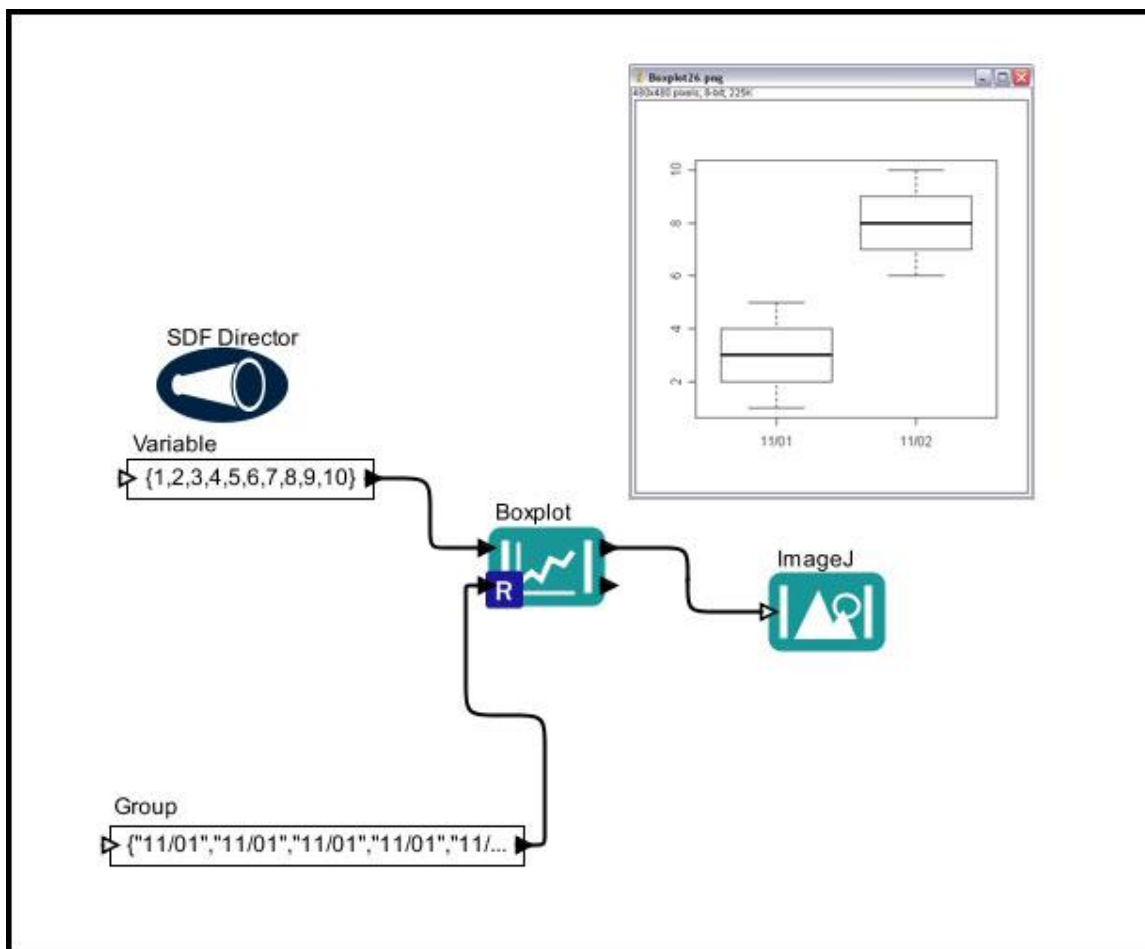 Boxplot26.png
480x480 pixels, 8-bit, 225K
10
8
6
4
2
11/01
11/02
SDF Director
Variable
{1,2,3,4,5,6,7,8,9,10}
Boxplot
R
ImageJ
Group
{"11/01","11/01","11/01","11/01","11/...